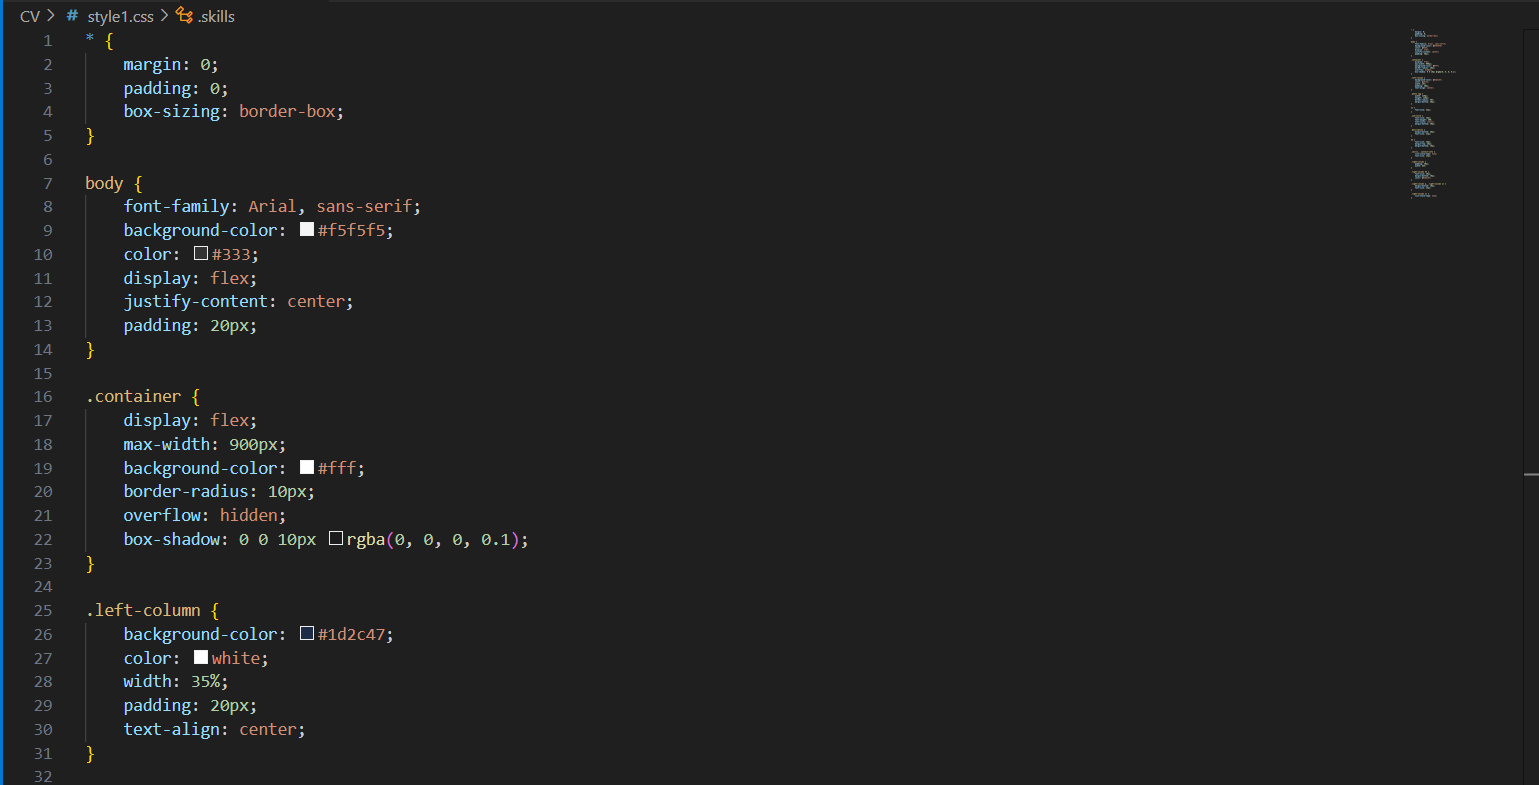 CV > # style1.css > .skills
1 * {
2 margin: 0;
3 padding: 0;
4 box-sizing: border-box;
5 }
6
7 body {
8 font-family: Arial, sans-serif;
9 background-color: #f5f5f5;
10 color: #333;
11 display: flex;
12 justify-content: center;
13 padding: 20px;
14 }
15
16 .container {
17 display: flex;
18 max-width: 900px;
19 background-color: #fff;
20 border-radius: 10px;
21 overflow: hidden;
22 box-shadow: 0 0 10px rgba(0, 0, 0, 0.1);
23 }
24
25 .left-column {
26 background-color: #1d2c47;
27 color: white;
28 width: 35%;
29 padding: 20px;
30 text-align: center;
31 }
32